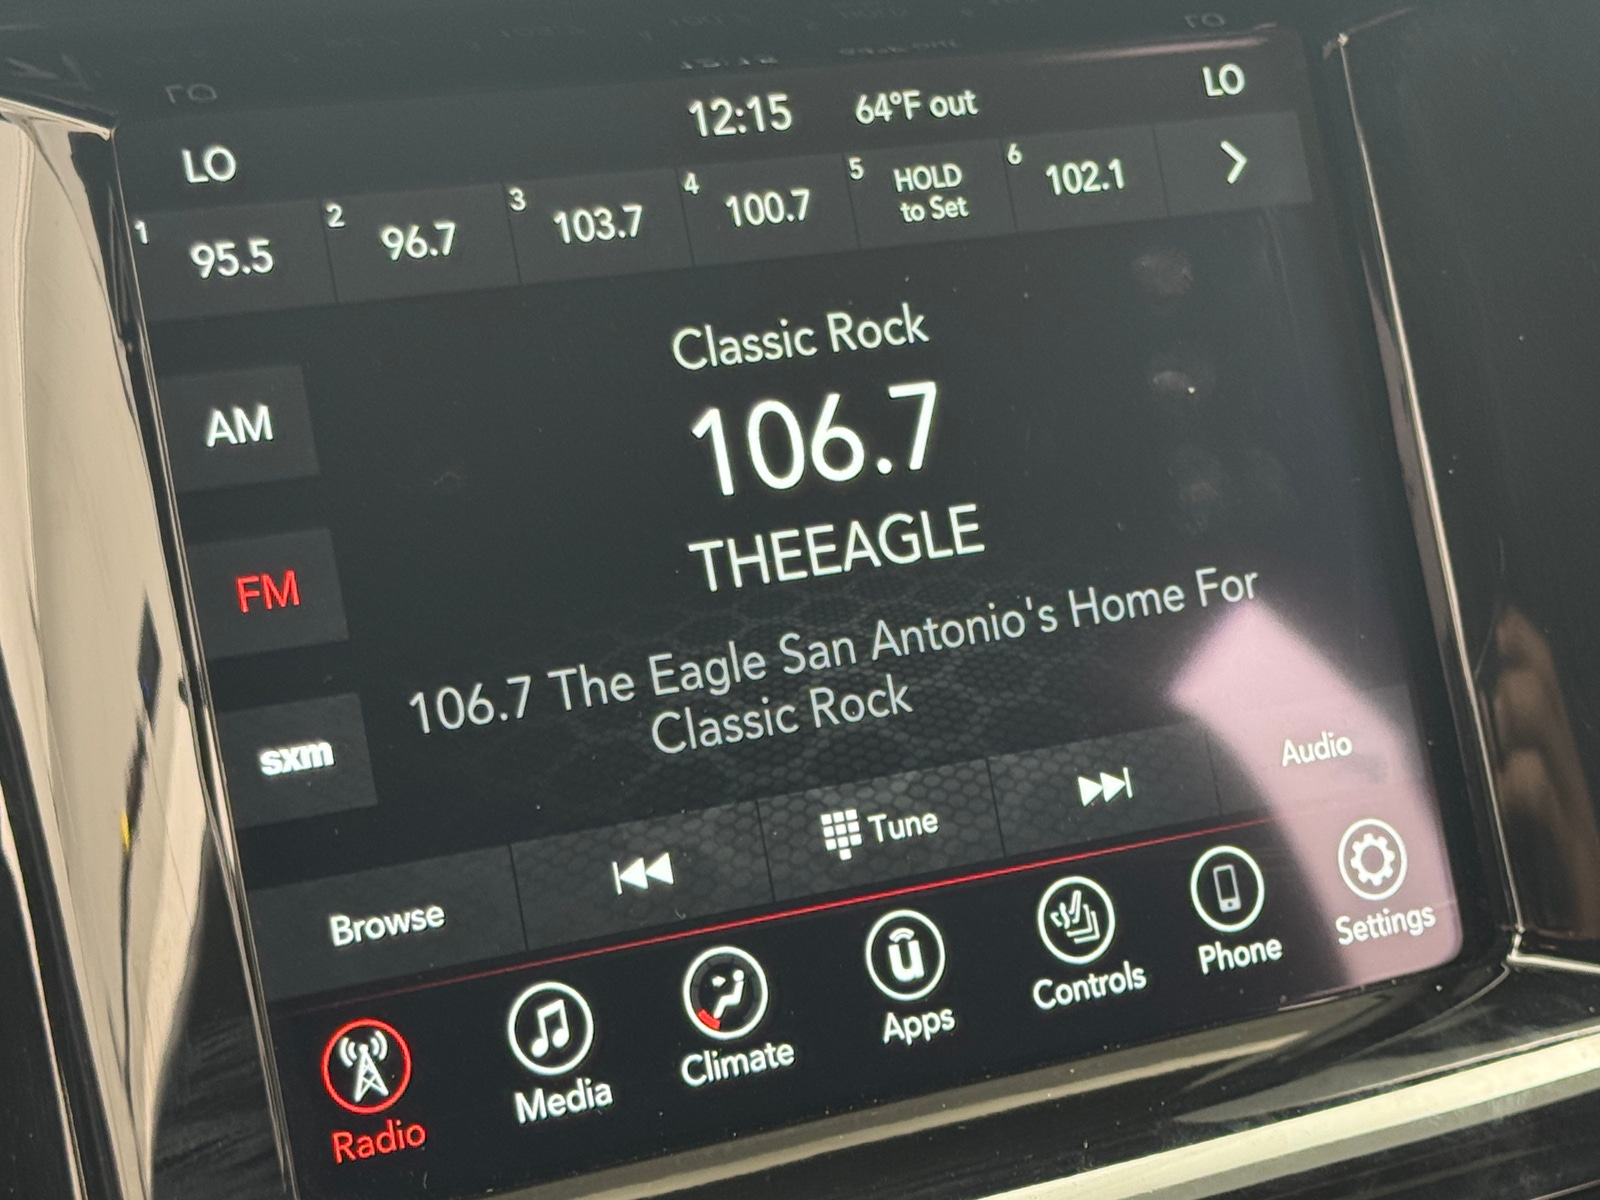 12:15 64°F out LO
LO
1 95.5 2 96.7 3 103.7 4 100.7 5 HOLD to Set 6 102.1
Classic Rock
AM
106.7
THEEAGLE
FM
106.7 The Eagle San Antonio's Home For
Classic Rock
sxm
Browse
Tune
Audio
Radio
Media
Climate
Apps
Controls
Phone
Settings